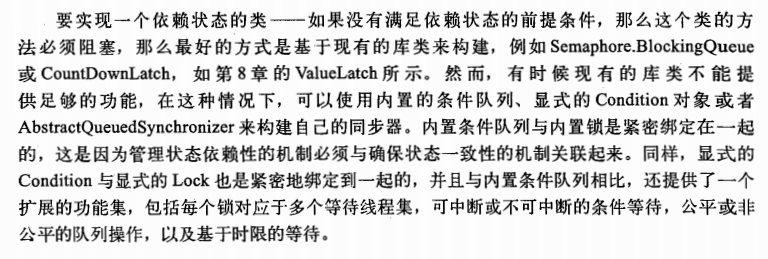 要实现一个依赖状态的类——如果没有满足依赖状态的前提条件，那么这个类的方
法必须阻塞，那么最好的方式是基于现有的库类来构建，例如 Semaphore.BlockingQueue
或 CountDownLatch，如第 8 章的 ValueLatch 所示。然而，有时候现有的库类不能提
供足够的功能，在这种情况下，可以使用内置的条件队列、显式的 Condition 对象或者
AbstractQueuedSynchronizer 来构建自己的同步器。内置条件队列与内置锁是紧密绑定在一起
的，这是因为管理状态依赖性的机制必须与确保状态一致性的机制关联起来。同样，显式的
Condition 与显式的 Lock 也是紧密地绑定到一起的，并且与内置条件队列相比，还提供了一个
扩展的功能集，包括每个锁对应于多个等待线程集，可中断或不可中断的条件等待，公平或非
公平的队列操作，以及基于时限的等待。